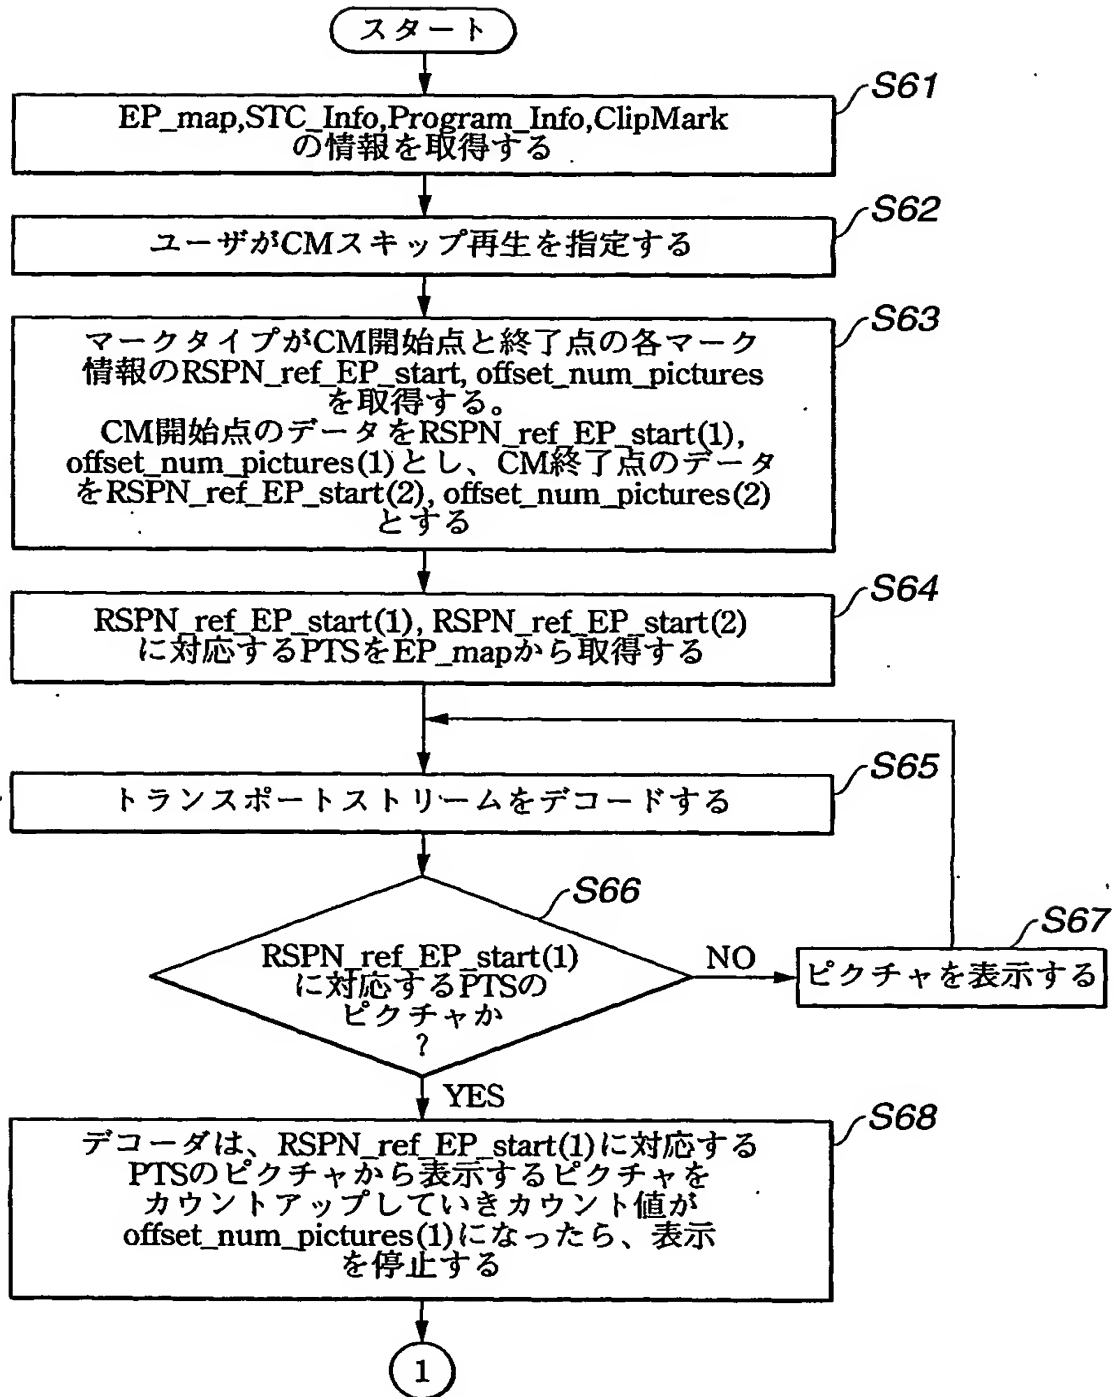 スタート
S61
EP_map,STC_Info,Program_Info,ClipMark
の情報を取得する
S62
ユーザがCMスキップ再生を指定する
S63
マークタイプがCM開始点と終了点の各マーク
情報のRSPN_ref_EP_start, offset_num_pictures
を取得する。
CM開始点のデータをRSPN_ref_EP_start(1),
offset_num_pictures(1)とし、CM終了点のデータ
をRSPN_ref_EP_start(2), offset_num_pictures(2)
とする
S64
RSPN_ref_EP_start(1), RSPN_ref_EP_start(2)
に対応するPTSをEP_mapから取得する
S65
トランスポートストリームをデコードする
S66
RSPN_ref_EP_start(1)
に対応するPTSの
ピクチャか
?
NO
S67
ピクチャを表示する
YES
S68
デコーダは、RSPN_ref_EP_start(1)に対応する
PTSのピクチャから表示するピクチャを
カウントアップしていきカウント値が
offset_num_pictures(1)になったら、表示
を停止する
1